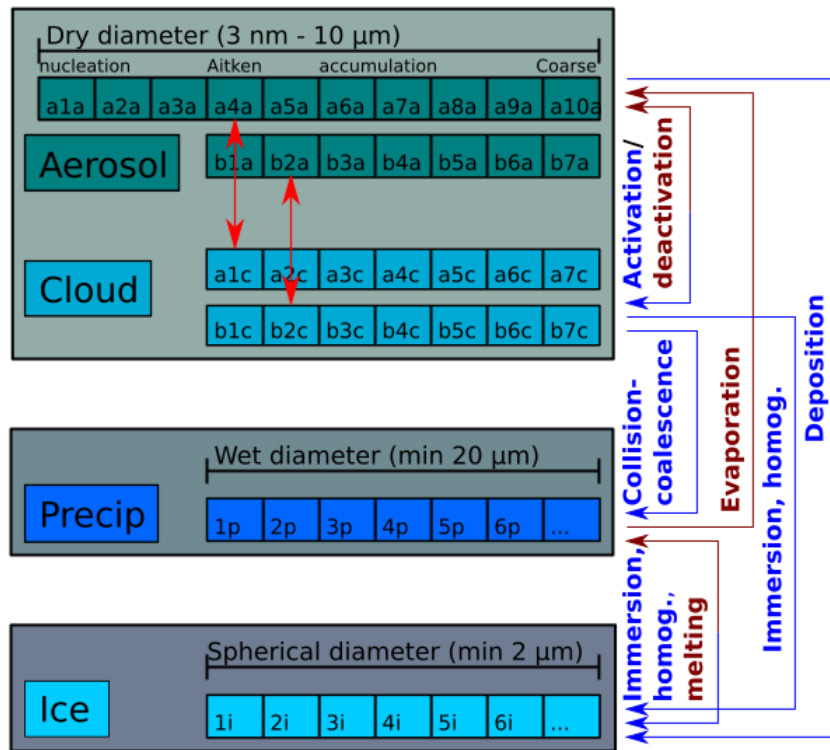 Dry diameter (3 nm - 10 µm)
nucleation Aitken accumulation Coarse
a1a a2a a3a a4a a5a a6a a7a a8a a9a a10a
Aerosol
b1a b2a b3a b4a b5a b6a b7a
Cloud
a1c a2c a3c a4c a5c a6c a7c
b1c b2c b3c b4c b5c b6c b7c
Wet diameter (min 20 µm)
Precip
1p 2p 3p 4p 5p 6p ...
Spherical diameter (min 2 µm)
Ice
1i 2i 3i 4i 5i 6i ...
Activation/
deactivation
Collision-
coalescence
Evaporation
Immersion, homog.
Deposition
Immersion,
homog.,
melting